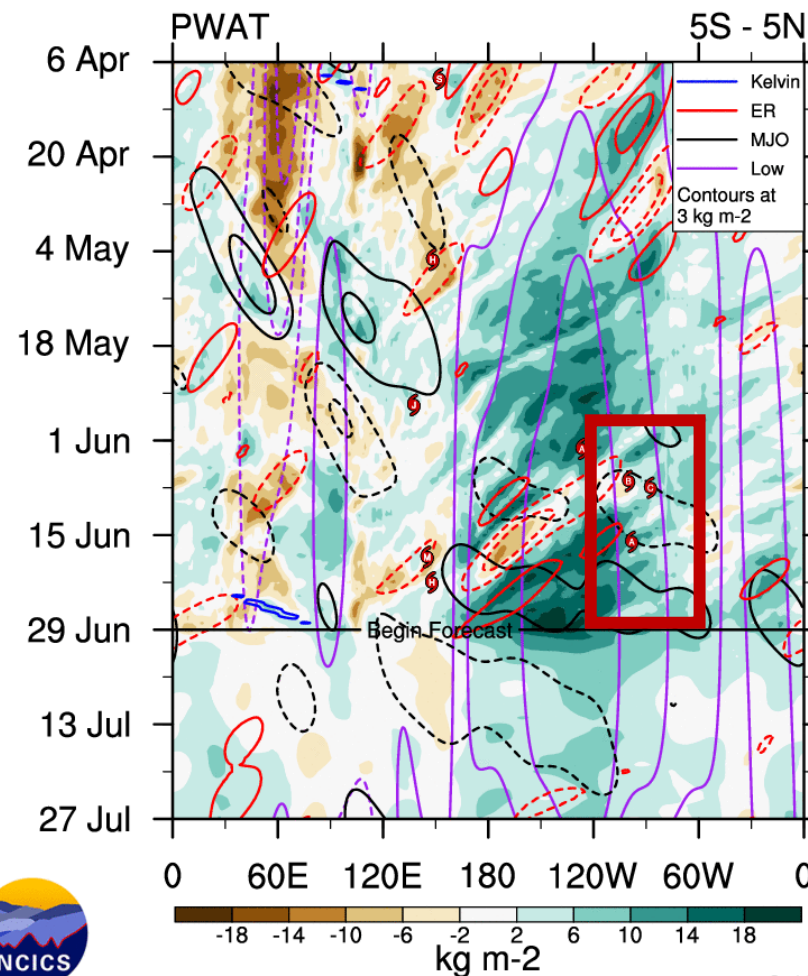 PWAT 5S - 5N
6 Apr
20 Apr
4 May
18 May
1 Jun
15 Jun
29 Jun
13 Jul
27 Jul
Kelvin
ER
MJO
Low
Contours at
3 kg m-2
S
H
J
A
B
G
A
M
H
Begin Forecast
0 60E 120E 180 120W 60W 0
-18 -14 -10 -6 -2 2 6 10 14 18
kg m-2
NCICS